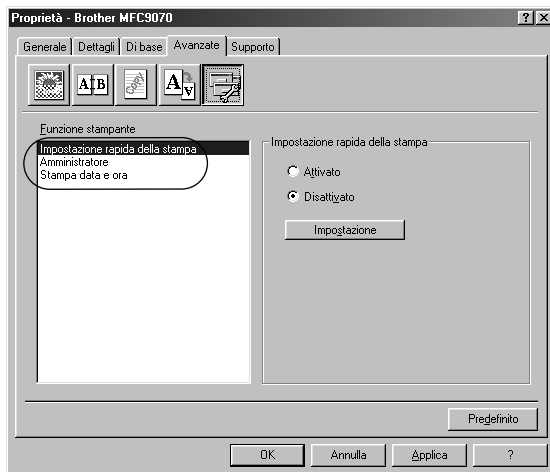 Proprietà - Brother MFC9070
? X
Generale Dettagli Di base Avanzate Supporto
A B A A
Funzione stampante
Impostazione rapida della stampa
Amministratore
Stampa data e ora
Impostazione rapida della stampa
Attivato
Disattivato
Impostazione
Predefinito
OK Annulla Applica ?